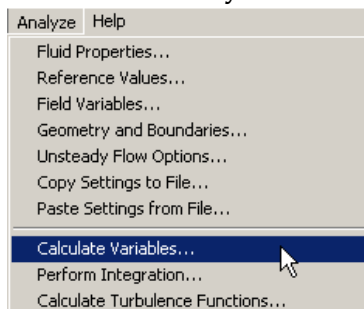 Analyze Help
Fluid Properties...
Reference Values...
Field Variables...
Geometry and Boundaries...
Unsteady Flow Options...
Copy Settings to File...
Paste Settings from File...
Calculate Variables...
Perform Integration...
Calculate Turbulence Functions...